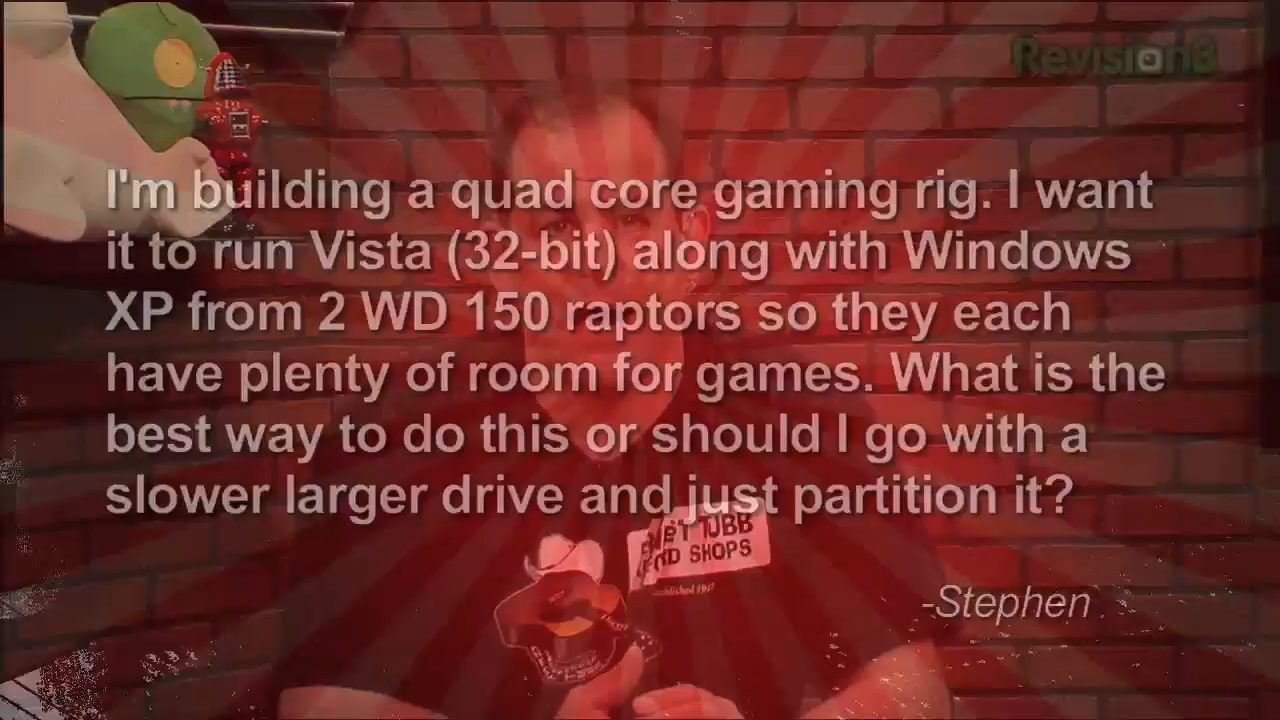 Revision3
I'm building a quad core gaming rig. I want
it to run Vista (32-bit) along with Windows
XP from 2 WD 150 raptors so they each
have plenty of room for games. What is the
best way to do this or should I go with a
slower larger drive and just partition it?
TUBB
SHOPS
-Stephen